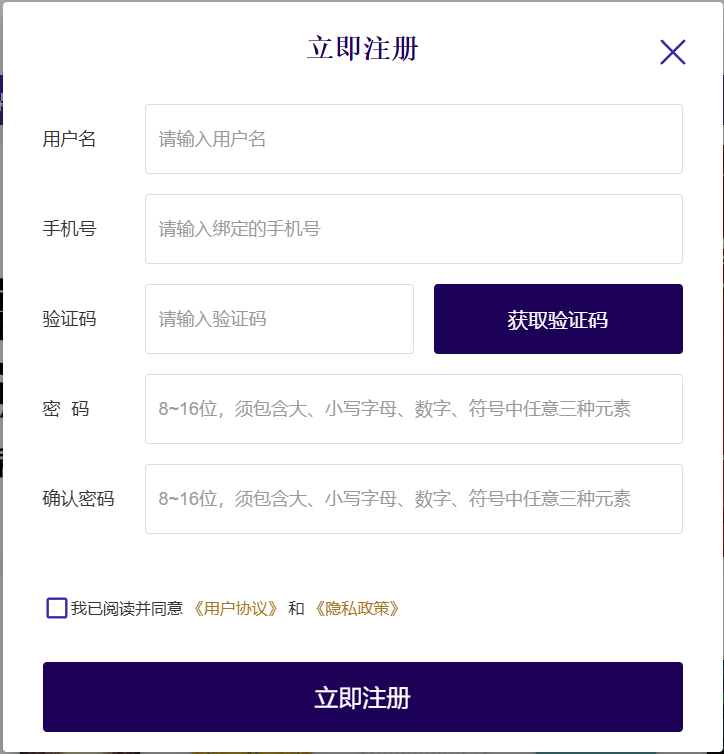 立即注册
用户名 请输入用户名
手机号 请输入绑定的手机号
验证码 请输入验证码 获取验证码
密 码 8~16位，须包含大、小写字母、数字、符号中任意三种元素
确认密码 8~16位，须包含大、小写字母、数字、符号中任意三种元素
我已阅读并同意 《用户协议》 和 《隐私政策》
立即注册